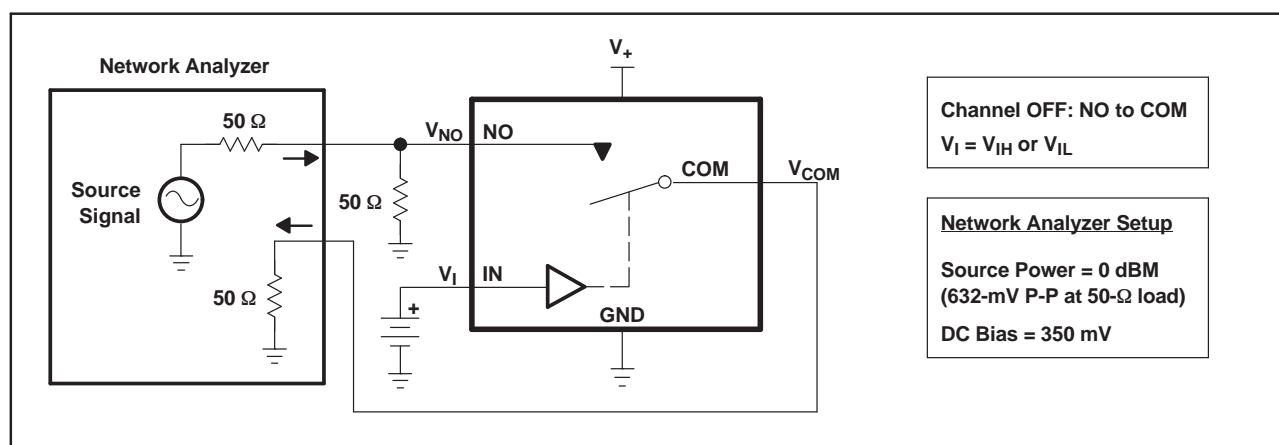 V+
Network Analyzer
50 Ω
VNO
NO
Source
Signal
50 Ω
COM
VCOM
50 Ω
VI
IN
+
GND
Channel OFF: NO to COM
VI = VIH or VIL
Network Analyzer Setup
Source Power = 0 dBM
(632-mV P-P at 50-Ω load)
DC Bias = 350 mV